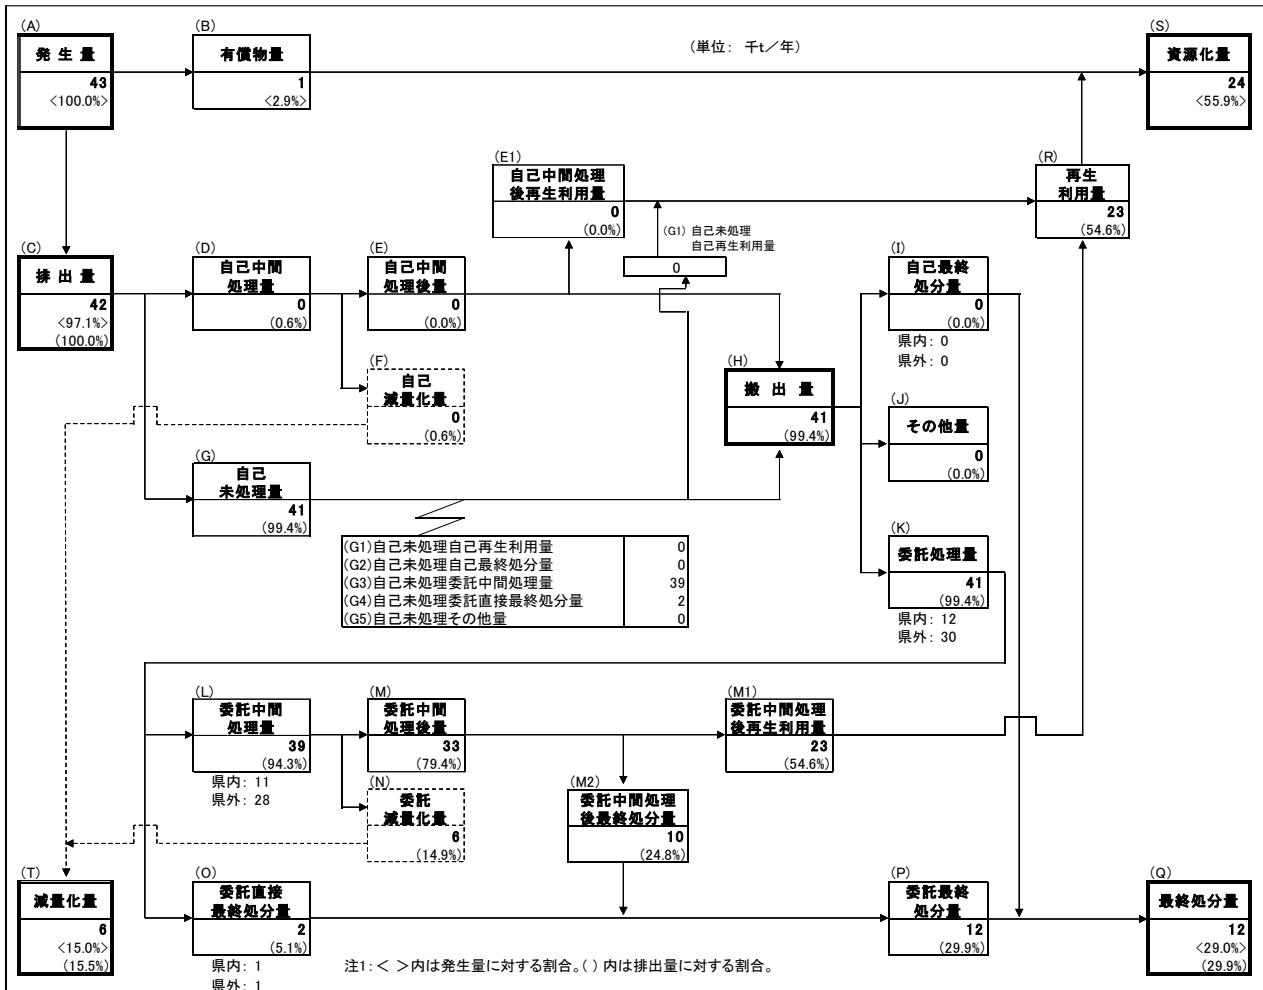 (A)
発 生 量
43
<100.0%>
(B)
有償物量
1
<2.9%>
(単位： 千t／年)
(S)
資源化量
24
<55.9%>
(E1)
自己中間処理
後再生利用量
0
(0.0%)
(R)
再生
利用量
23
(54.6%)
(G1) 自己未処理
自己再生利用量
0
(C)
排 出 量
42
<97.1%>
(100.0%)
(D)
自己中間
処理量
0
(0.6%)
(E)
自己中間
処理後量
0
(0.0%)
(I)
自己最終
処分量
0
(0.0%)
県内： 0
県外： 0
(F)
自己
減量化量
0
(0.6%)
(H)
搬 出 量
41
(99.4%)
(J)
その他量
0
(0.0%)
(G)
自己
未処理量
41
(99.4%)
(G1)自己未処理自己再生利用量 0
(G2)自己未処理自己最終処分量 0
(G3)自己未処理委託中間処理量 39
(G4)自己未処理委託直接最終処分量 2
(G5)自己未処理その他量 0
(K)
委託処理量
41
(99.4%)
県内： 12
県外： 30
(L)
委託中間
処理量
39
(94.3%)
県内： 11
県外： 28
(M)
委託中間
処理後量
33
(79.4%)
(M1)
委託中間処理
後再生利用量
23
(54.6%)
(N)
委託
減量化量
6
(14.9%)
(M2)
委託中間処理
後最終処分量
10
(24.8%)
(T)
減量化量
6
<15.0%>
(15.5%)
(O)
委託直接
最終処分量
2
(5.1%)
県内： 1
県外： 1
(P)
委託最終
処分量
12
(29.9%)
(Q)
最終処分量
12
<29.0%>
(29.9%)
注1：＜ ＞内は発生量に対する割合。( ) 内は排出量に対する割合。